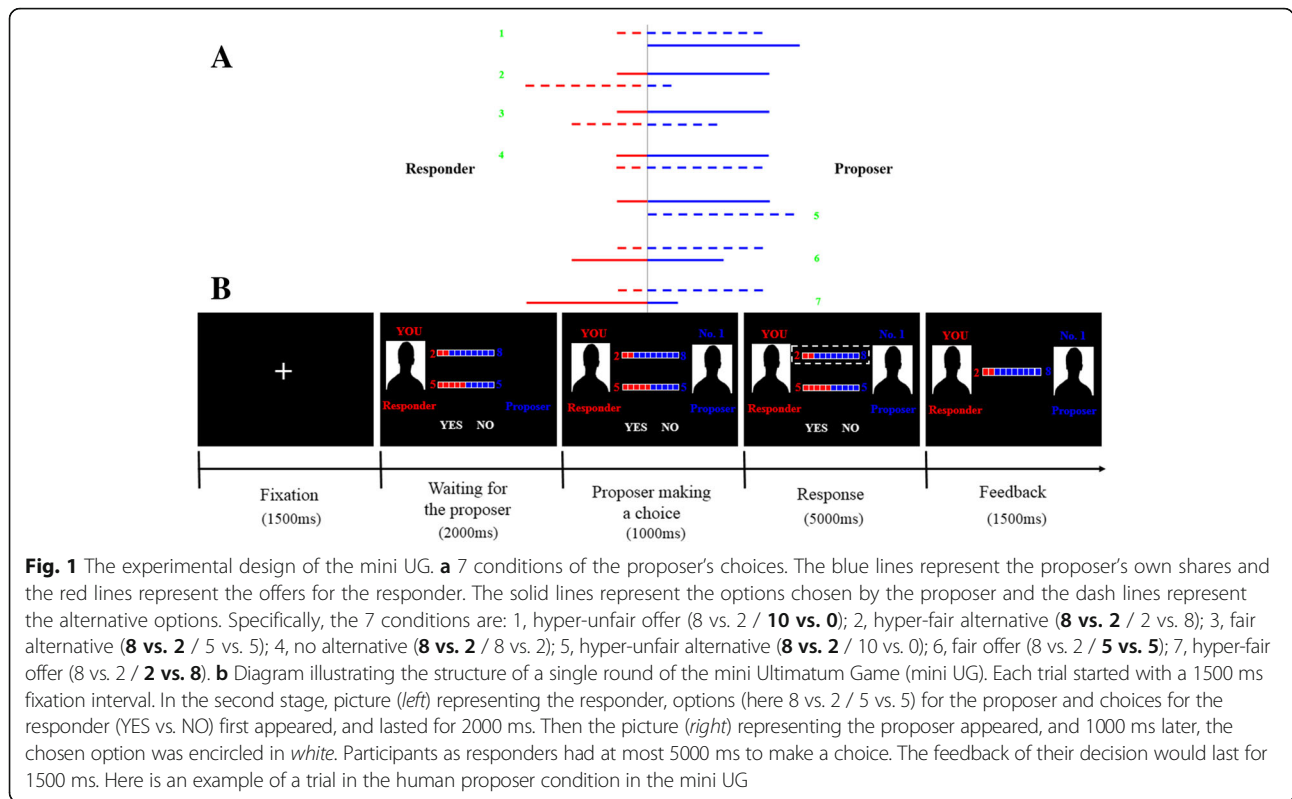 A
1
2
3
4
Responder
Proposer
5
6
7
B
+
YOU
2 8
5 5
Responder Proposer
YES NO
YOU No. 1
2 8
5 5
Responder Proposer
YES NO
YOU No. 1
2 8
5 5
Responder Proposer
YES NO
YOU No. 1
2 8
Responder Proposer
Fixation
(1500ms)
Waiting for
the proposer
(2000ms)
Proposer making
a choice
(1000ms)
Response
(5000ms)
Feedback
(1500ms)
Fig. 1 The experimental design of the mini UG. a 7 conditions of the proposer's choices. The blue lines represent the proposer's own shares and
the red lines represent the offers for the responder. The solid lines represent the options chosen by the proposer and the dash lines represent
the alternative options. Specifically, the 7 conditions are: 1, hyper-unfair offer (8 vs. 2 / 10 vs. 0); 2, hyper-fair alternative (8 vs. 2 / 2 vs. 8); 3, fair
alternative (8 vs. 2 / 5 vs. 5); 4, no alternative (8 vs. 2 / 8 vs. 2); 5, hyper-unfair alternative (8 vs. 2 / 10 vs. 0); 6, fair offer (8 vs. 2 / 5 vs. 5); 7, hyper-fair
offer (8 vs. 2 / 2 vs. 8). b Diagram illustrating the structure of a single round of the mini Ultimatum Game (mini UG). Each trial started with a 1500 ms
fixation interval. In the second stage, picture (left) representing the responder, options (here 8 vs. 2 / 5 vs. 5) for the proposer and choices for the
responder (YES vs. NO) first appeared, and lasted for 2000 ms. Then the picture (right) representing the proposer appeared, and 1000 ms later, the
chosen option was encircled in white. Participants as responders had at most 5000 ms to make a choice. The feedback of their decision would last for
1500 ms. Here is an example of a trial in the human proposer condition in the mini UG